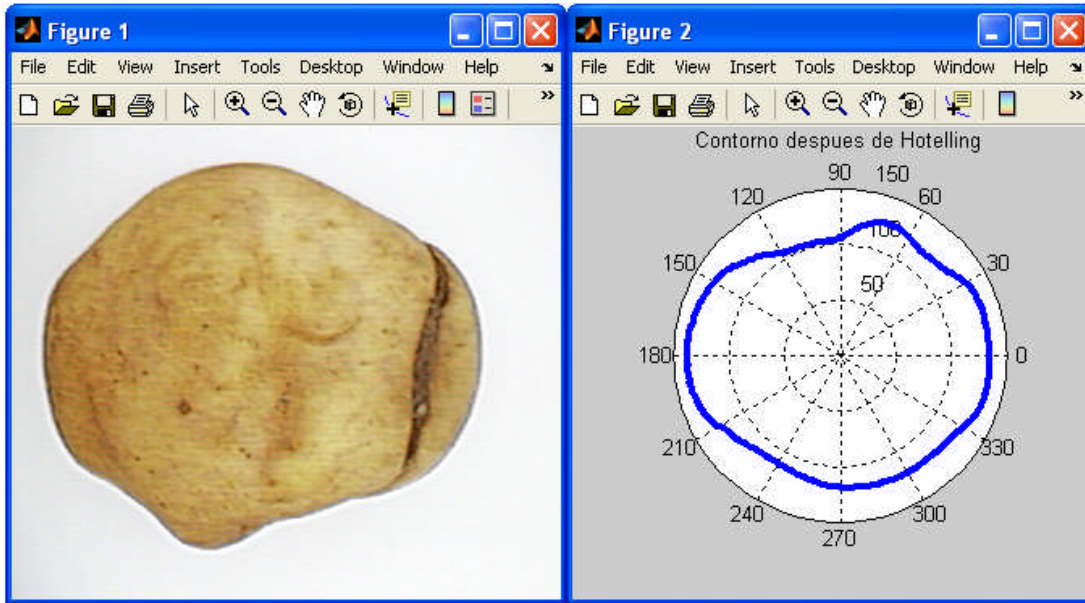 Figure 1
File Edit View Insert Tools Desktop Window Help
Figure 2
File Edit View Insert Tools Desktop Window Help
Contorno despues de Hotelling
90 150
120 60
100
150 30
50
180 0
210 330
240 300
270